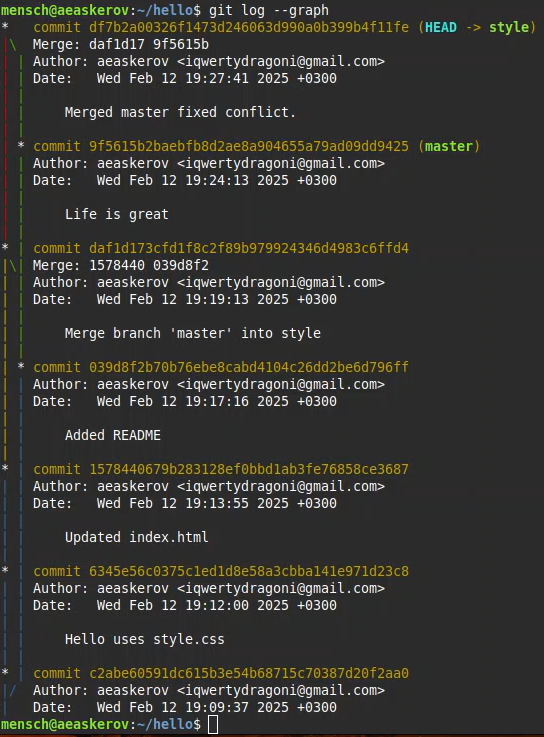 mensch@aeaskerov:~/hello$ git log --graph
*   commit df7b2a00326f1473d246063d990a0b399b4f11fe (HEAD -> style)
|\  Merge: daf1d17 9f5615b
| | Author: aeaskerov <iqwertydragoni@gmail.com>
| | Date:   Wed Feb 12 19:27:41 2025 +0300
| |
| |     Merged master fixed conflict.
| |
| * commit 9f5615b2baebfb8d2ae8a904655a79ad09dd9425 (master)
| | Author: aeaskerov <iqwertydragoni@gmail.com>
| | Date:   Wed Feb 12 19:24:13 2025 +0300
| |
| |     Life is great
| |
* | commit daf1d173cfd1f8c2f89b979924346d4983c6ffd4
|\| Merge: 1578440 039d8f2
| | Author: aeaskerov <iqwertydragoni@gmail.com>
| | Date:   Wed Feb 12 19:19:13 2025 +0300
| |
| |     Merge branch 'master' into style
| |
| * commit 039d8f2b70b76ebe8cabd4104c26dd2be6d796ff
| | Author: aeaskerov <iqwertydragoni@gmail.com>
| | Date:   Wed Feb 12 19:17:16 2025 +0300
| |
| |     Added README
| |
* | commit 1578440679b283128ef0bbd1ab3fe76858ce3687
| | Author: aeaskerov <iqwertydragoni@gmail.com>
| | Date:   Wed Feb 12 19:13:55 2025 +0300
| |
| |     Updated index.html
| |
* | commit 6345e56c0375c1ed1d8e58a3cbba141e971d23c8
| | Author: aeaskerov <iqwertydragoni@gmail.com>
| | Date:   Wed Feb 12 19:12:00 2025 +0300
| |
| |     Hello uses style.css
| |
* | commit c2abe60591dc615b3e54b68715c70387d20f2aa0
|/  Author: aeaskerov <iqwertydragoni@gmail.com>
|   Date:   Wed Feb 12 19:09:37 2025 +0300
mensch@aeaskerov:~/hello$